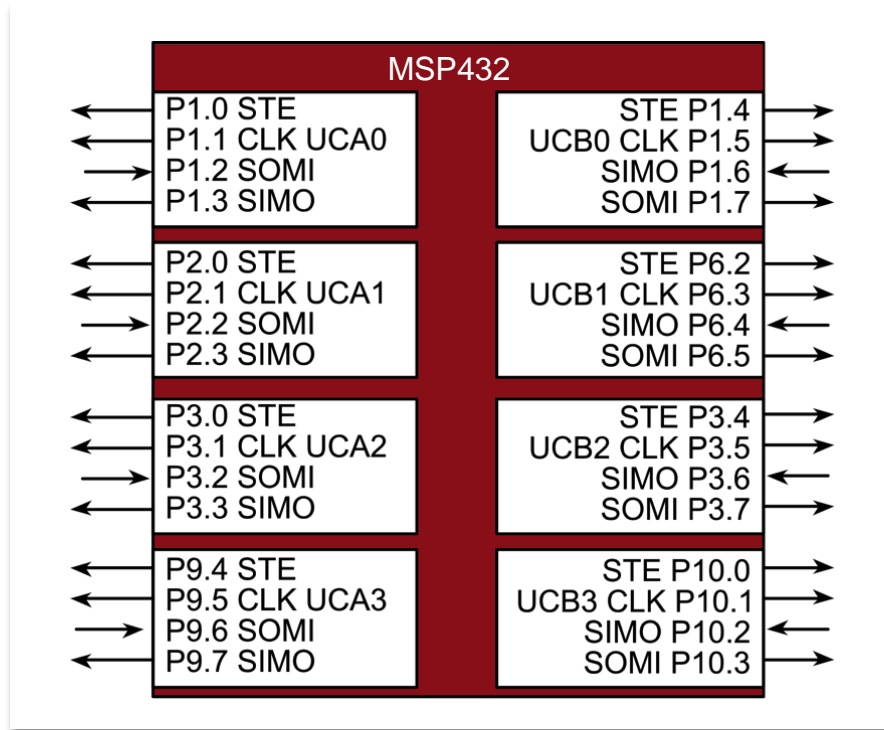 MSP432
P1.0 STE
P1.1 CLK UCA0
P1.2 SOMI
P1.3 SIMO
STE P1.4
UCB0 CLK P1.5
SIMO P1.6
SOMI P1.7
P2.0 STE
P2.1 CLK UCA1
P2.2 SOMI
P2.3 SIMO
STE P6.2
UCB1 CLK P6.3
SIMO P6.4
SOMI P6.5
P3.0 STE
P3.1 CLK UCA2
P3.2 SOMI
P3.3 SIMO
STE P3.4
UCB2 CLK P3.5
SIMO P3.6
SOMI P3.7
P9.4 STE
P9.5 CLK UCA3
P9.6 SOMI
P9.7 SIMO
STE P10.0
UCB3 CLK P10.1
SIMO P10.2
SOMI P10.3